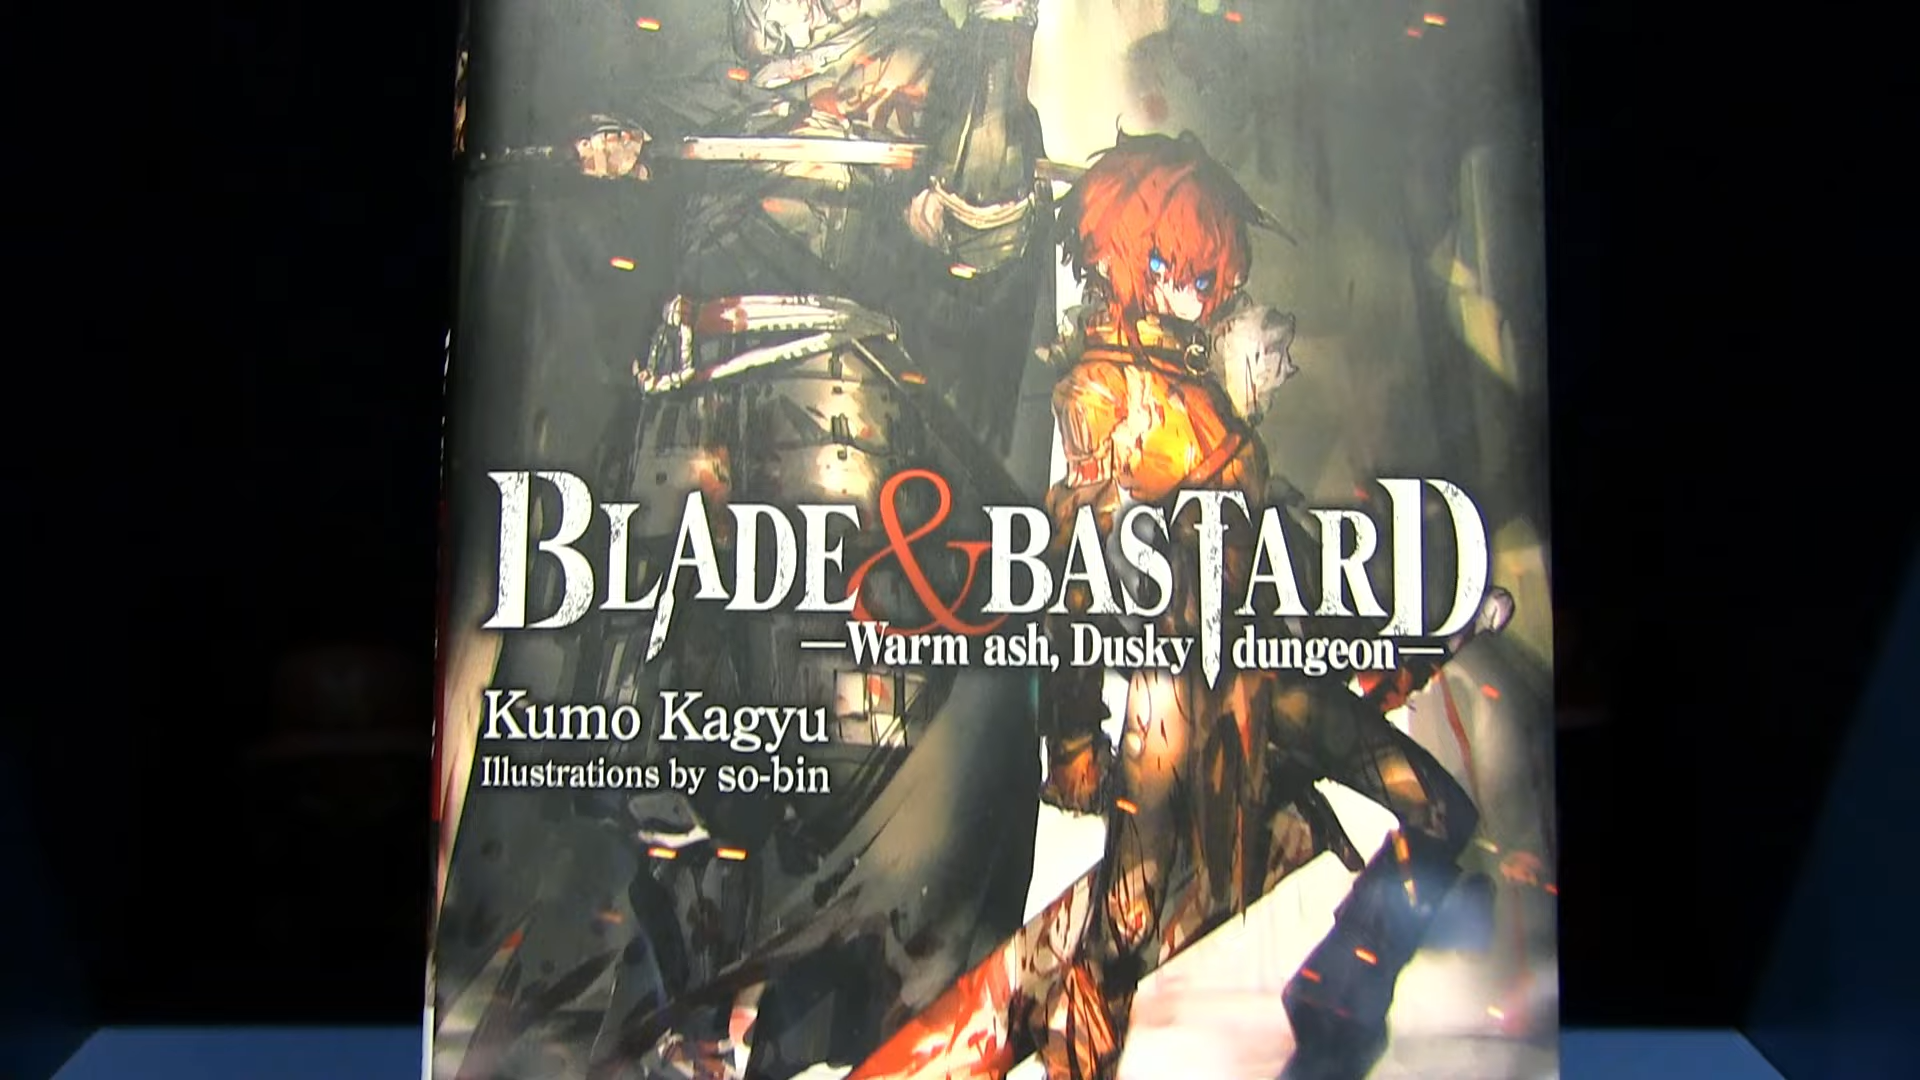 BLADE & BASTARD
—Warm ash, Dusky dungeon—
Kumo Kagyu
Illustrations by so-bin